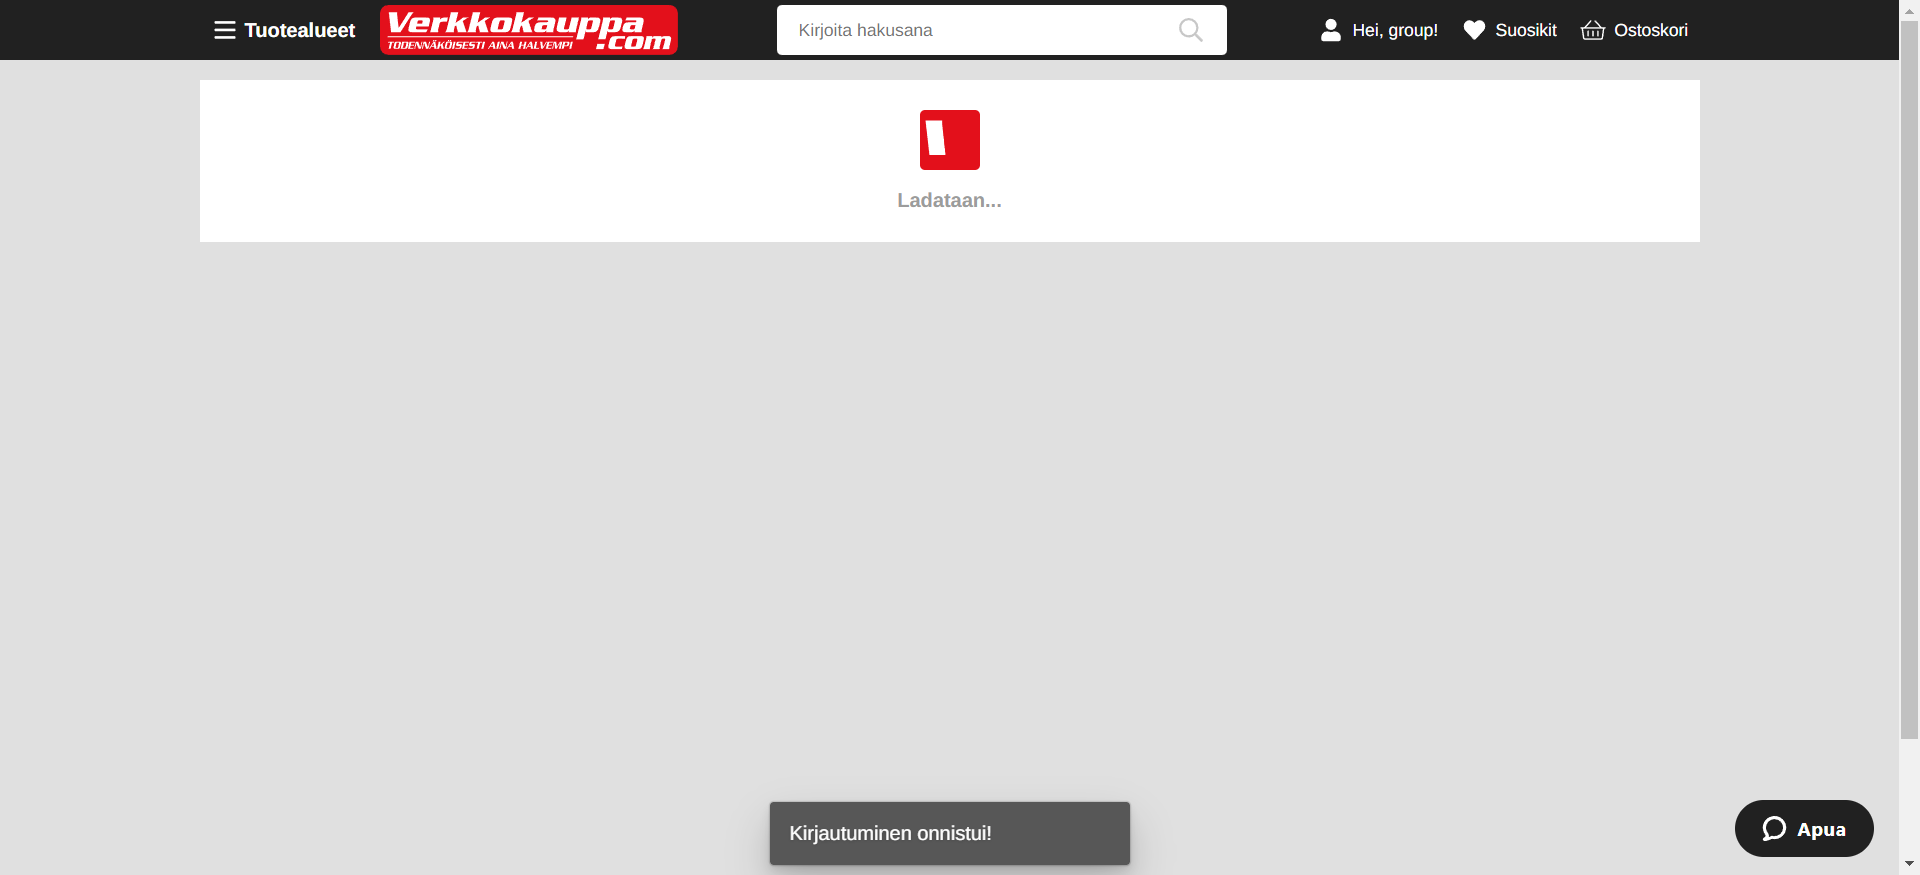 Tuotealueet
Verkkokauppa
TODENNÄKÖISESTI AINA HALVEMPI
.com
Kirjoita hakusana
Hei, group!
Suosikit
Ostoskori
Ladataan...
Kirjautuminen onnistui!
Apua